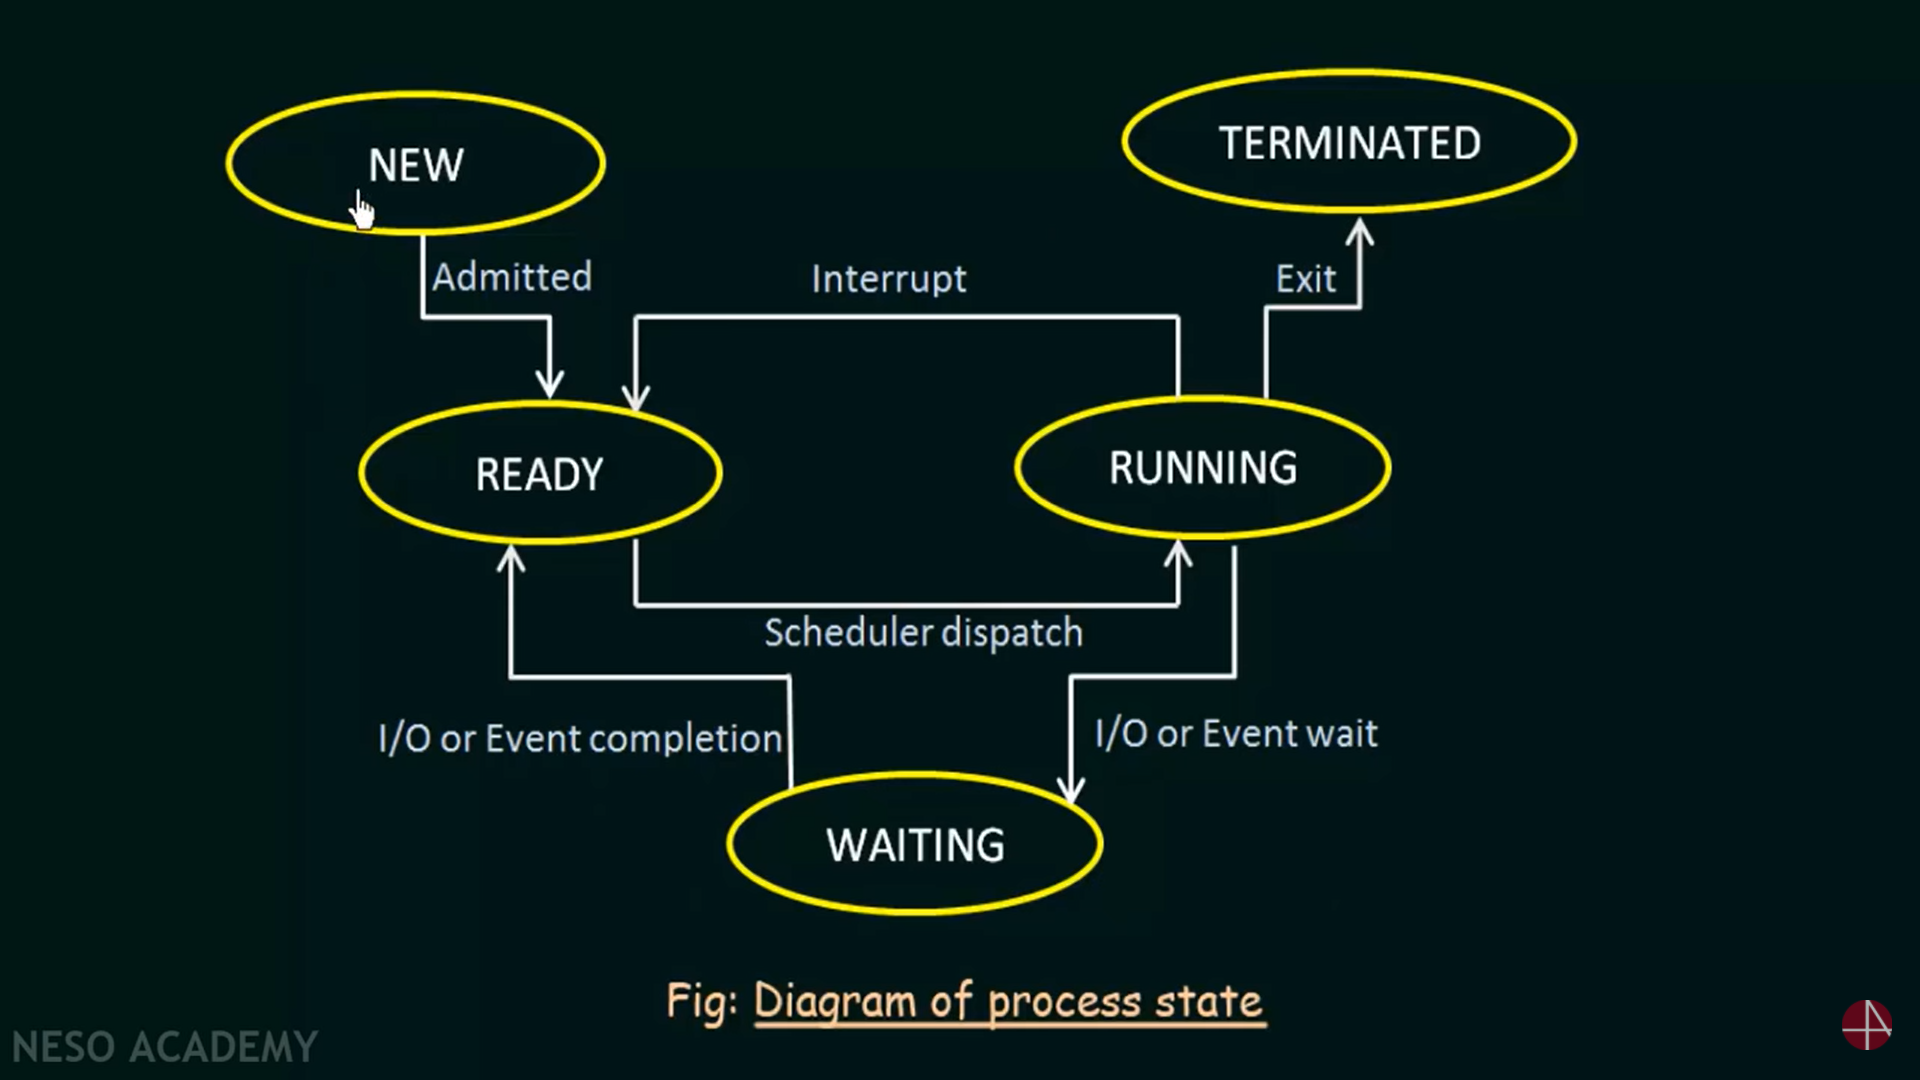 NEW
TERMINATED
Admitted
Interrupt
Exit
READY
RUNNING
Scheduler dispatch
I/O or Event completion
I/O or Event wait
WAITING
Fig: Diagram of process state
NESO ACADEMY